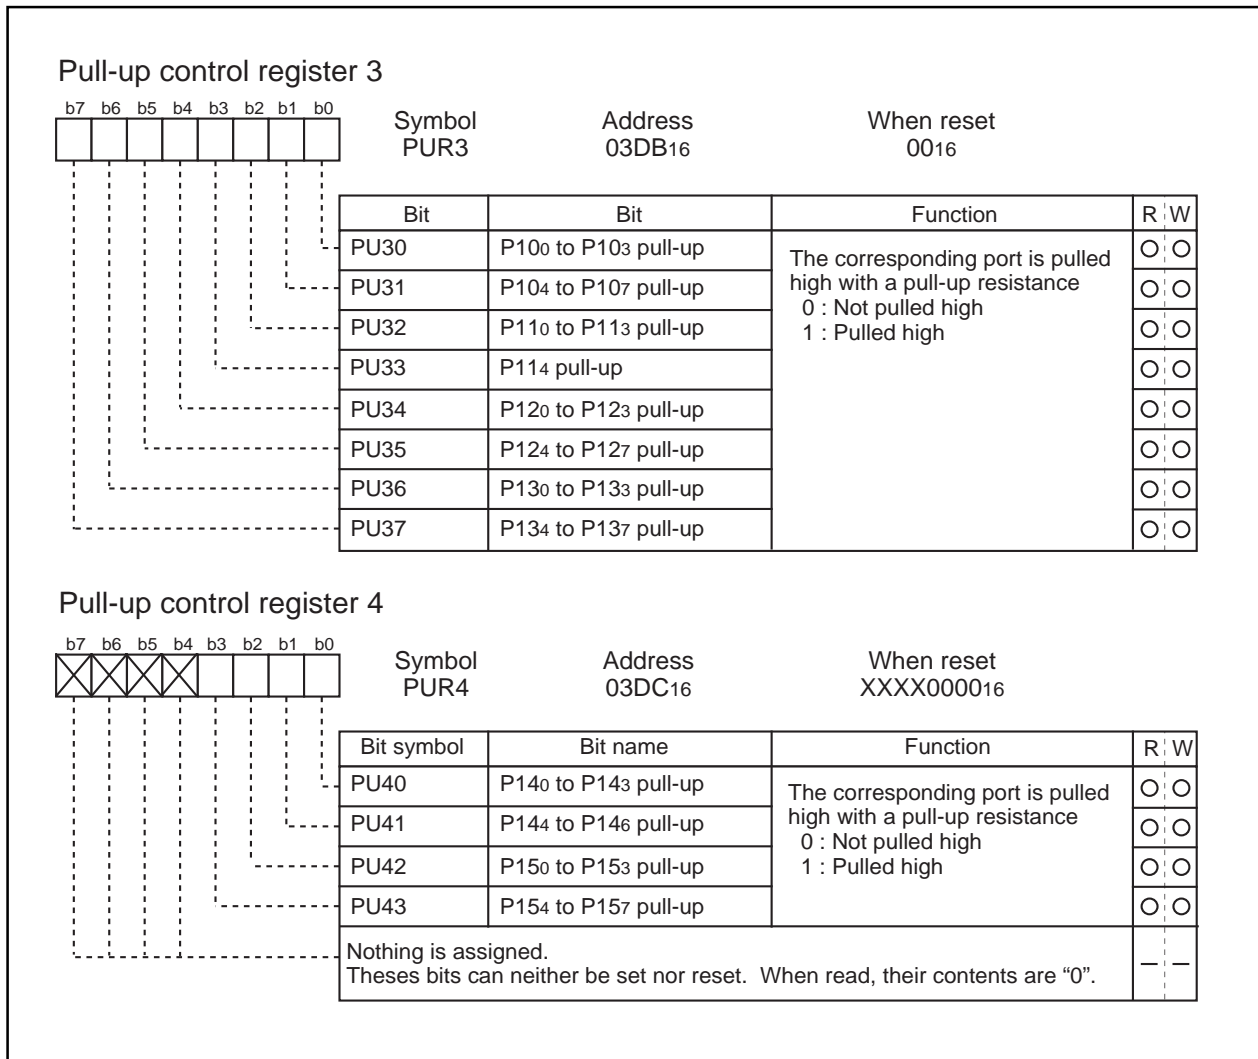 Pull-up control register 3
b7 b6 b5 b4 b3 b2 b1 b0
Symbol Address When reset
PUR3 03DB16 0016
Bit Bit Function R W
PU30 P100 to P103 pull-up
The corresponding port is pulled
high with a pull-up resistance
0 : Not pulled high
1 : Pulled high
PU31 P104 to P107 pull-up
PU32 P110 to P113 pull-up
PU33 P114 pull-up
PU34 P120 to P123 pull-up
PU35 P124 to P127 pull-up
PU36 P130 to P133 pull-up
PU37 P134 to P137 pull-up
Pull-up control register 4
b7 b6 b5 b4 b3 b2 b1 b0
Symbol Address When reset
PUR4 03DC16 XXXX000016
Bit symbol Bit name Function R W
PU40 P140 to P143 pull-up
The corresponding port is pulled
high with a pull-up resistance
0 : Not pulled high
1 : Pulled high
PU41 P144 to P146 pull-up
PU42 P150 to P153 pull-up
PU43 P154 to P157 pull-up
Nothing is assigned.
Theses bits can neither be set nor reset. When read, their contents are “0”.